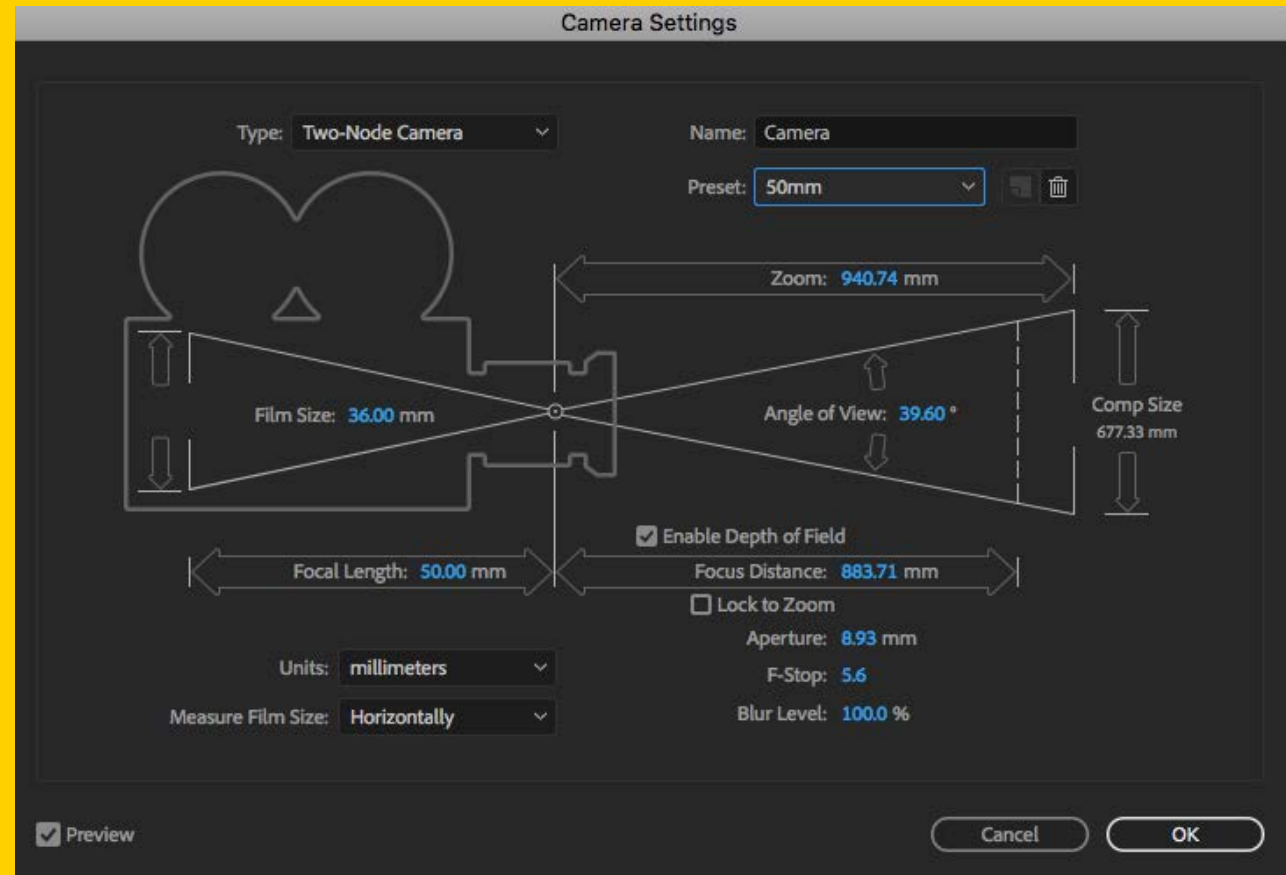 Camera Settings
Type: Two-Node Camera
Name: Camera
Preset: 50mm
Zoom: 940.74 mm
Film Size: 36.00 mm
Angle of View: 39.60 °
Comp Size
677.33 mm
Enable Depth of Field
Focal Length: 50.00 mm
Focus Distance: 883.71 mm
Lock to Zoom
Aperture: 8.93 mm
Units: millimeters
F-Stop: 5.6
Measure Film Size: Horizontally
Blur Level: 100.0 %
Preview
Cancel
OK